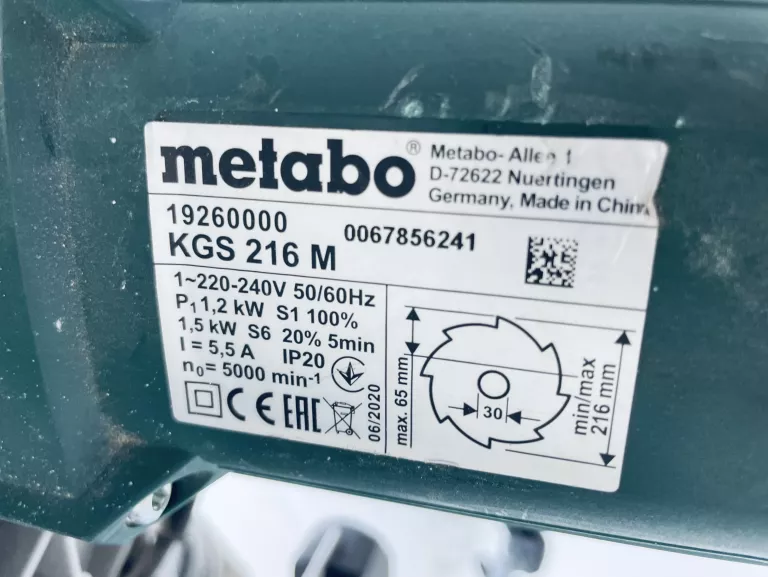 metabo®
Metabo- Allee 1
D-72622 Nuertingen
Germany, Made in China
19260000
0067856241
KGS 216 M
1~220-240V 50/60Hz
P₁ 1,2 kW S1 100%
1,5 kW S6 20% 5min
I = 5,5 A IP20
n₀= 5000 min⁻¹
CE EAC
06/2020
max. 65 mm
30
min/max
216 mm